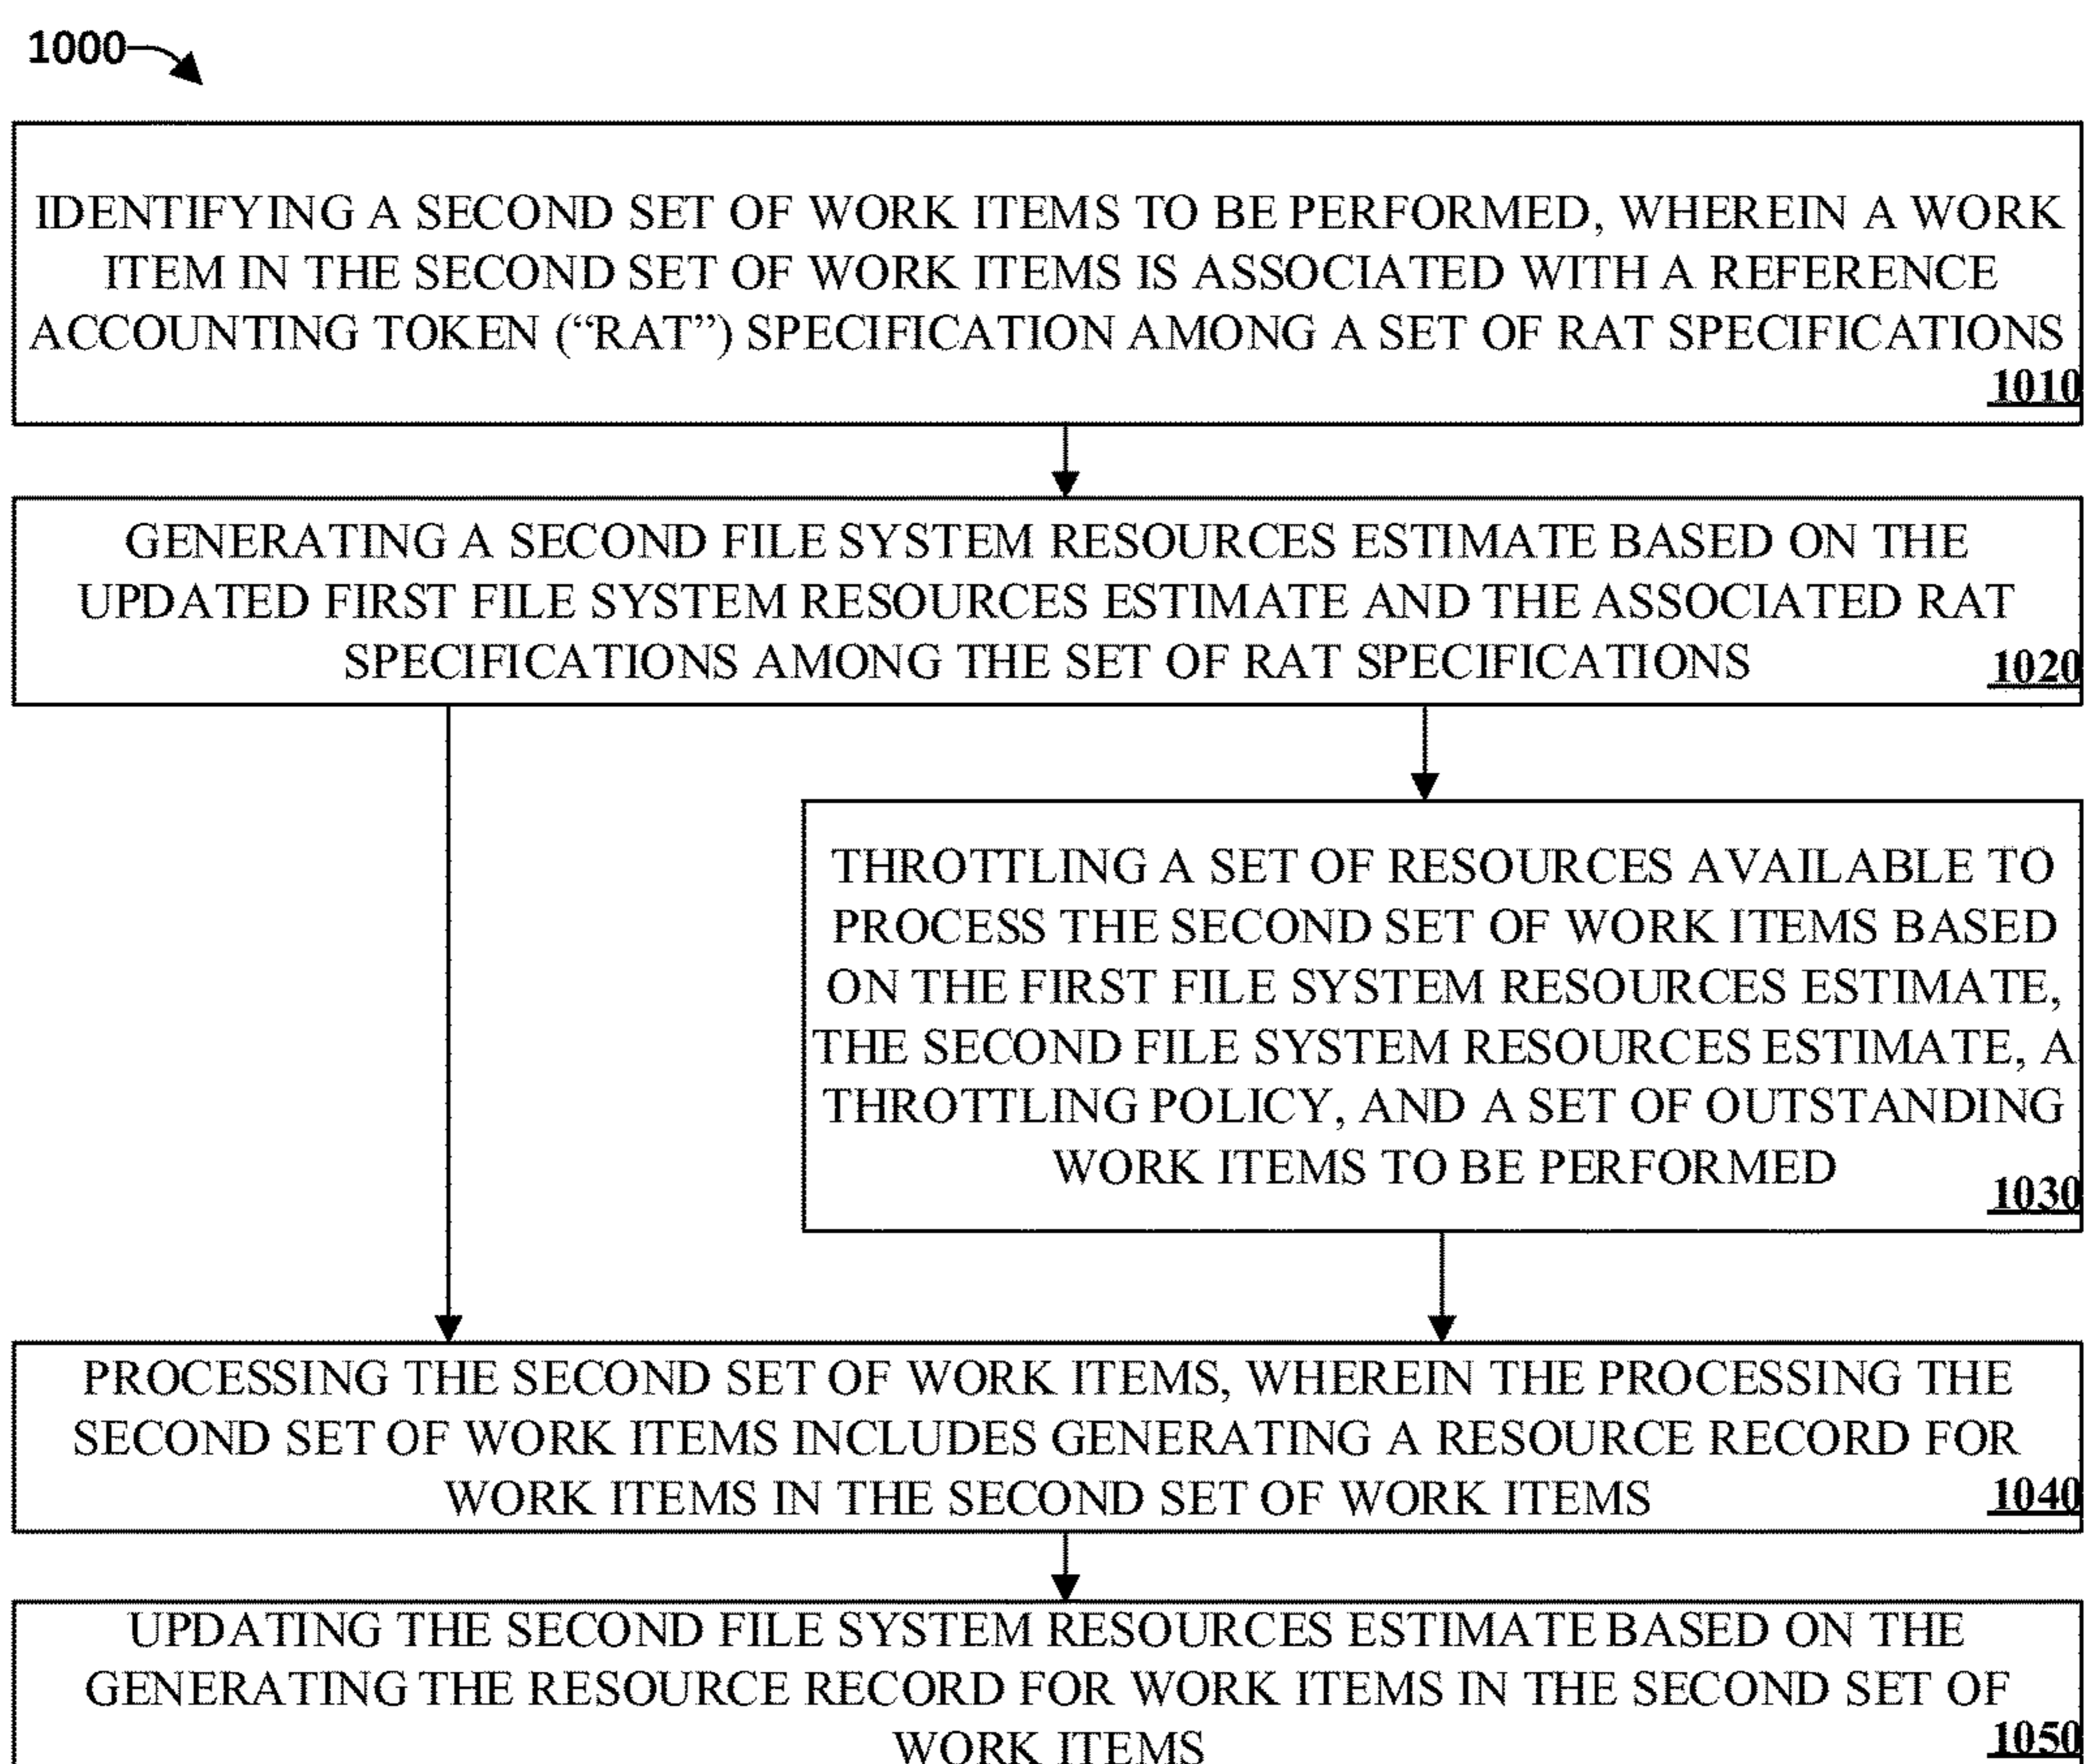 1000
IDENTIFYING A SECOND SET OF WORK ITEMS TO BE PERFORMED, WHEREIN A WORK
ITEM IN THE SECOND SET OF WORK ITEMS IS ASSOCIATED WITH A REFERENCE
ACCOUNTING TOKEN (“RAT”) SPECIFICATION AMONG A SET OF RAT SPECIFICATIONS
1010
GENERATING A SECOND FILE SYSTEM RESOURCES ESTIMATE BASED ON THE
UPDATED FIRST FILE SYSTEM RESOURCES ESTIMATE AND THE ASSOCIATED RAT
SPECIFICATIONS AMONG THE SET OF RAT SPECIFICATIONS
1020
THROTTLING A SET OF RESOURCES AVAILABLE TO
PROCESS THE SECOND SET OF WORK ITEMS BASED
ON THE FIRST FILE SYSTEM RESOURCES ESTIMATE,
THE SECOND FILE SYSTEM RESOURCES ESTIMATE, A
THROTTLING POLICY, AND A SET OF OUTSTANDING
WORK ITEMS TO BE PERFORMED
1030
PROCESSING THE SECOND SET OF WORK ITEMS, WHEREIN THE PROCESSING THE
SECOND SET OF WORK ITEMS INCLUDES GENERATING A RESOURCE RECORD FOR
WORK ITEMS IN THE SECOND SET OF WORK ITEMS
1040
UPDATING THE SECOND FILE SYSTEM RESOURCES ESTIMATE BASED ON THE
GENERATING THE RESOURCE RECORD FOR WORK ITEMS IN THE SECOND SET OF
WORK ITEMS
1050